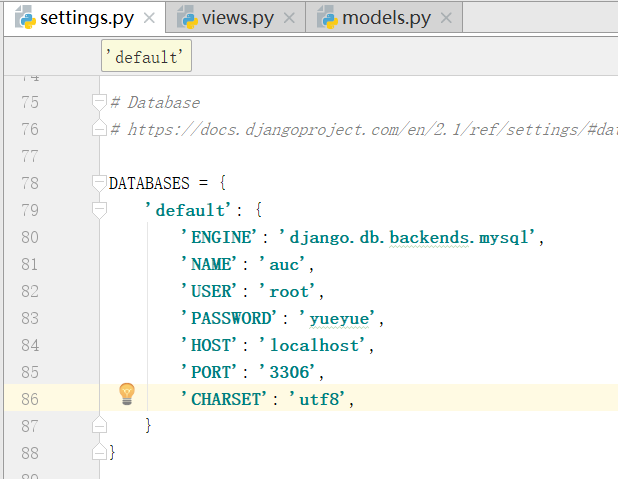 settings.py views.py models.py
'default'
74
75 # Database
76 # https://docs.djangoproject.com/en/2.1/ref/settings/#dat
77
78 DATABASES = {
79 'default': {
80 'ENGINE': 'django.db.backends.mysql',
81 'NAME': 'auc',
82 'USER': 'root',
83 'PASSWORD': 'yueyue',
84 'HOST': 'localhost',
85 'PORT': '3306',
86 'CHARSET': 'utf8',
87 }
88 }
89